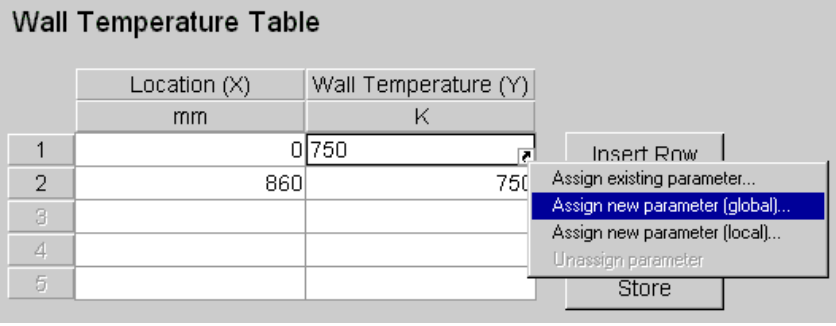 Wall Temperature Table
Location (X) Wall Temperature (Y)
mm K
1 0 750 Insert Row
2 860 750
3
4
5
Assign existing parameter...
Assign new parameter (global)...
Assign new parameter (local)...
Unassign parameter
Store